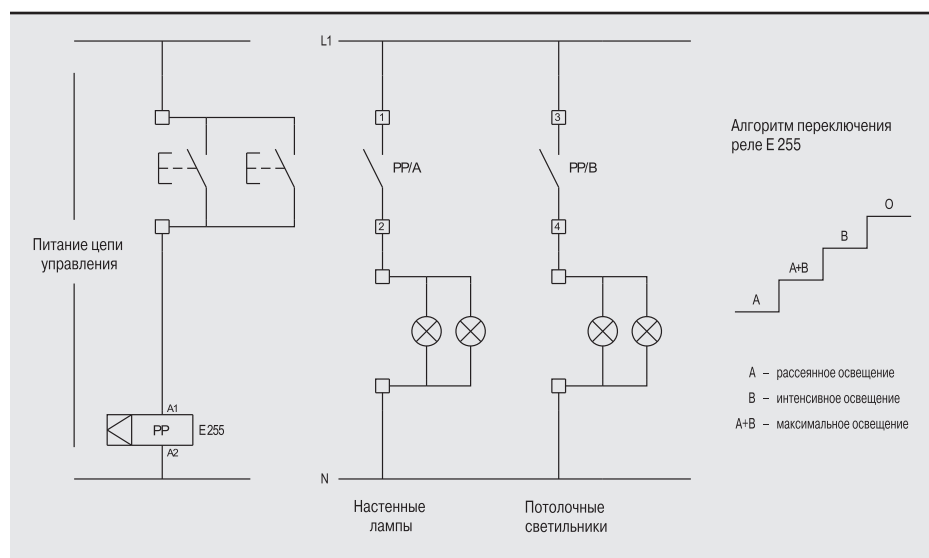 Питание цепи
управления
A1
PP
E 255
A2
L1
1
3
PP/A
PP/B
2
4
N
Настенные
лампы
Потолочные
светильники
Алгоритм переключения
реле E 255
O
B
A+B
A
A – рассеянное освещение
B – интенсивное освещение
A+B – максимальное освещение